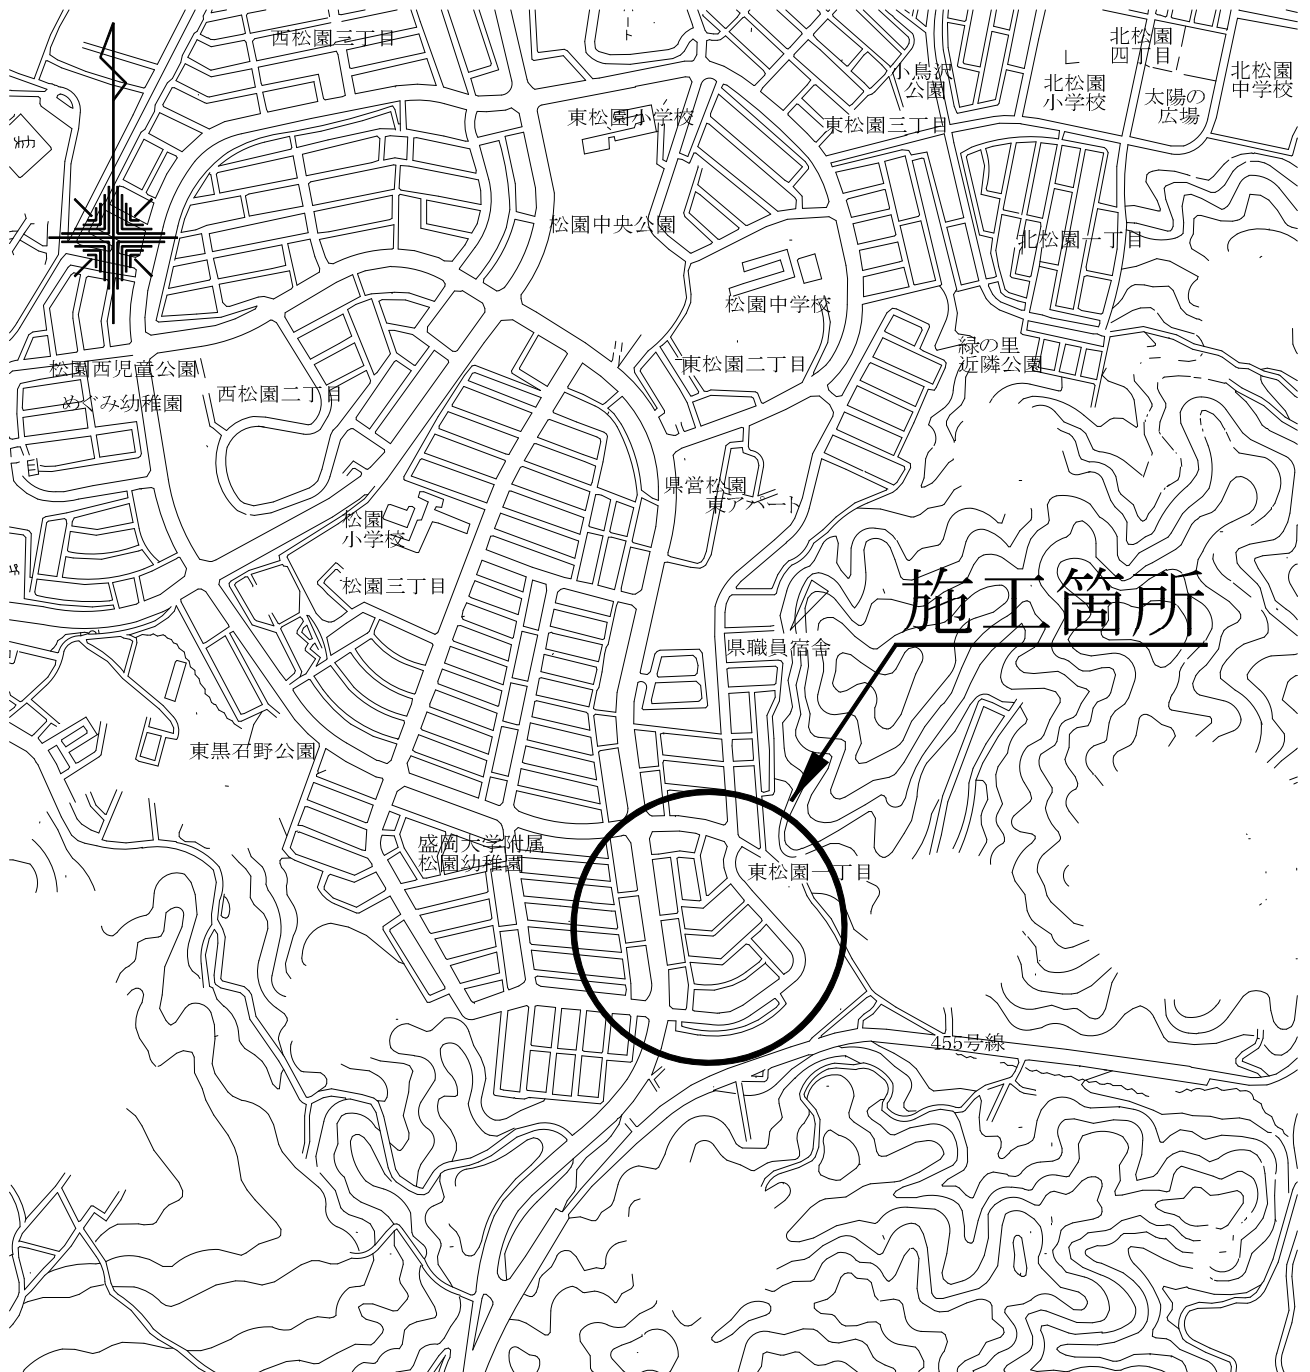 西松園三丁目
北松園
四丁目
小鳥沢
公園
北松園
小学校
太陽の
広場
北松園
中学校
東松園小学校
東松園三丁目
松園中央公園
北松園一丁目
松園中学校
緑の里
近隣公園
松園西児童公園
めぐみ幼稚園
西松園二丁目
東松園二丁目
県営松園
東アパート
松園
小学校
松園三丁目
施工箇所
県職員宿舎
東黒石野公園
盛岡大学附属
松園幼稚園
東松園一丁目
455号線